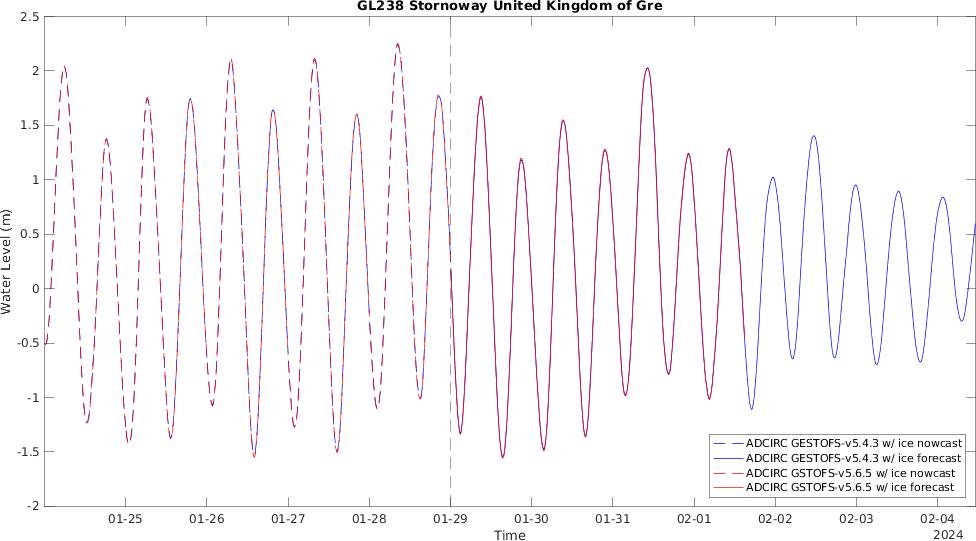 GL238 Stornoway United Kingdom of Gre
2.5
2
1.5
1
0.5
0
-0.5
-1
-1.5
-2
Water Level (m)
ADCIRC GESTOFS-v5.4.3 w/ ice nowcast
ADCIRC GESTOFS-v5.4.3 w/ ice forecast
ADCIRC GSTOFS-v5.6.5 w/ ice nowcast
ADCIRC GSTOFS-v5.6.5 w/ ice forecast
01-25 01-26 01-27 01-28 01-29 01-30 01-31 02-01 02-02 02-03 02-04
Time
2024